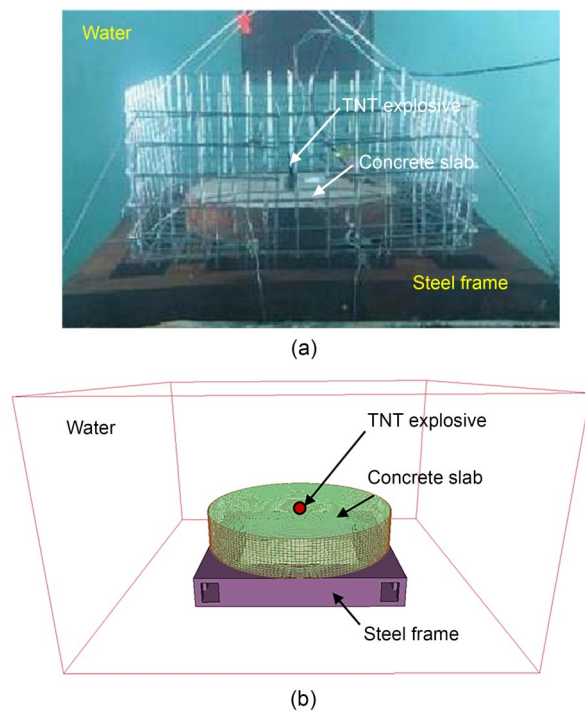 Water
TNT explosive
Concrete slab
Steel frame
(a)
Water
TNT explosive
Concrete slab
Steel frame
(b)